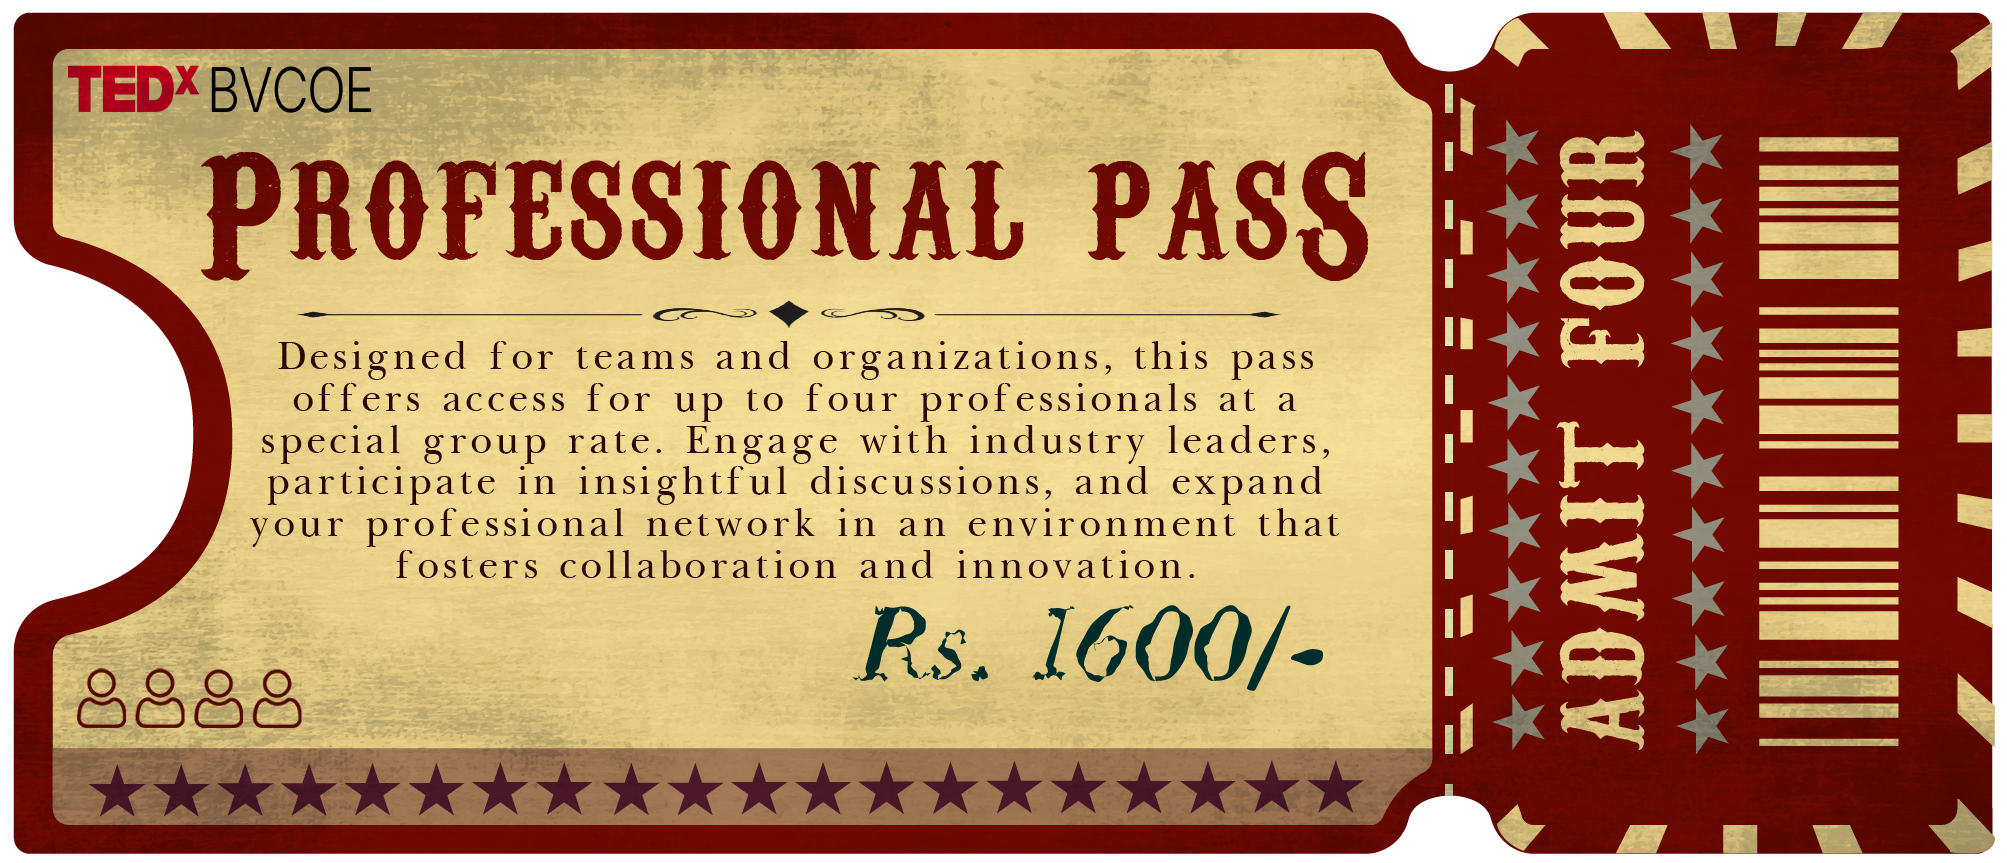 TEDx BVCOE
PROFESSIONAL PASS
Designed for teams and organizations, this pass
offers access for up to four professionals at a
special group rate. Engage with industry leaders,
participate in insightful discussions, and expand
your professional network in an environment that
fosters collaboration and innovation.
Rs. 1600/-
ADMIT FOUR